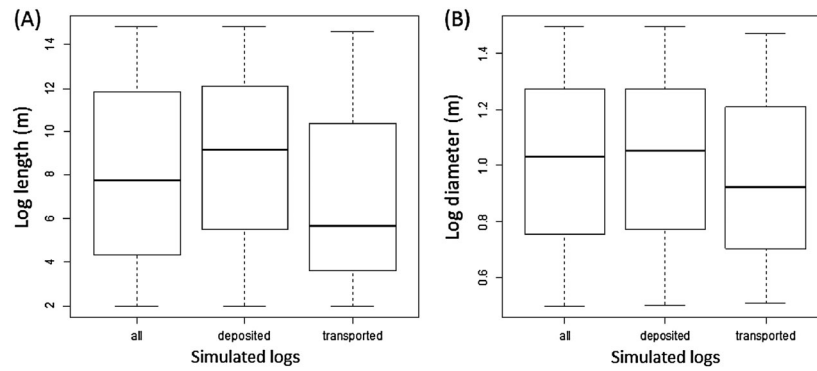 (A)
Log length (m)
14
12
10
8
6
4
2
all deposited transported
Simulated logs
(B)
Log diameter (m)
1.4
1.2
1.0
0.8
0.6
all deposited transported
Simulated logs